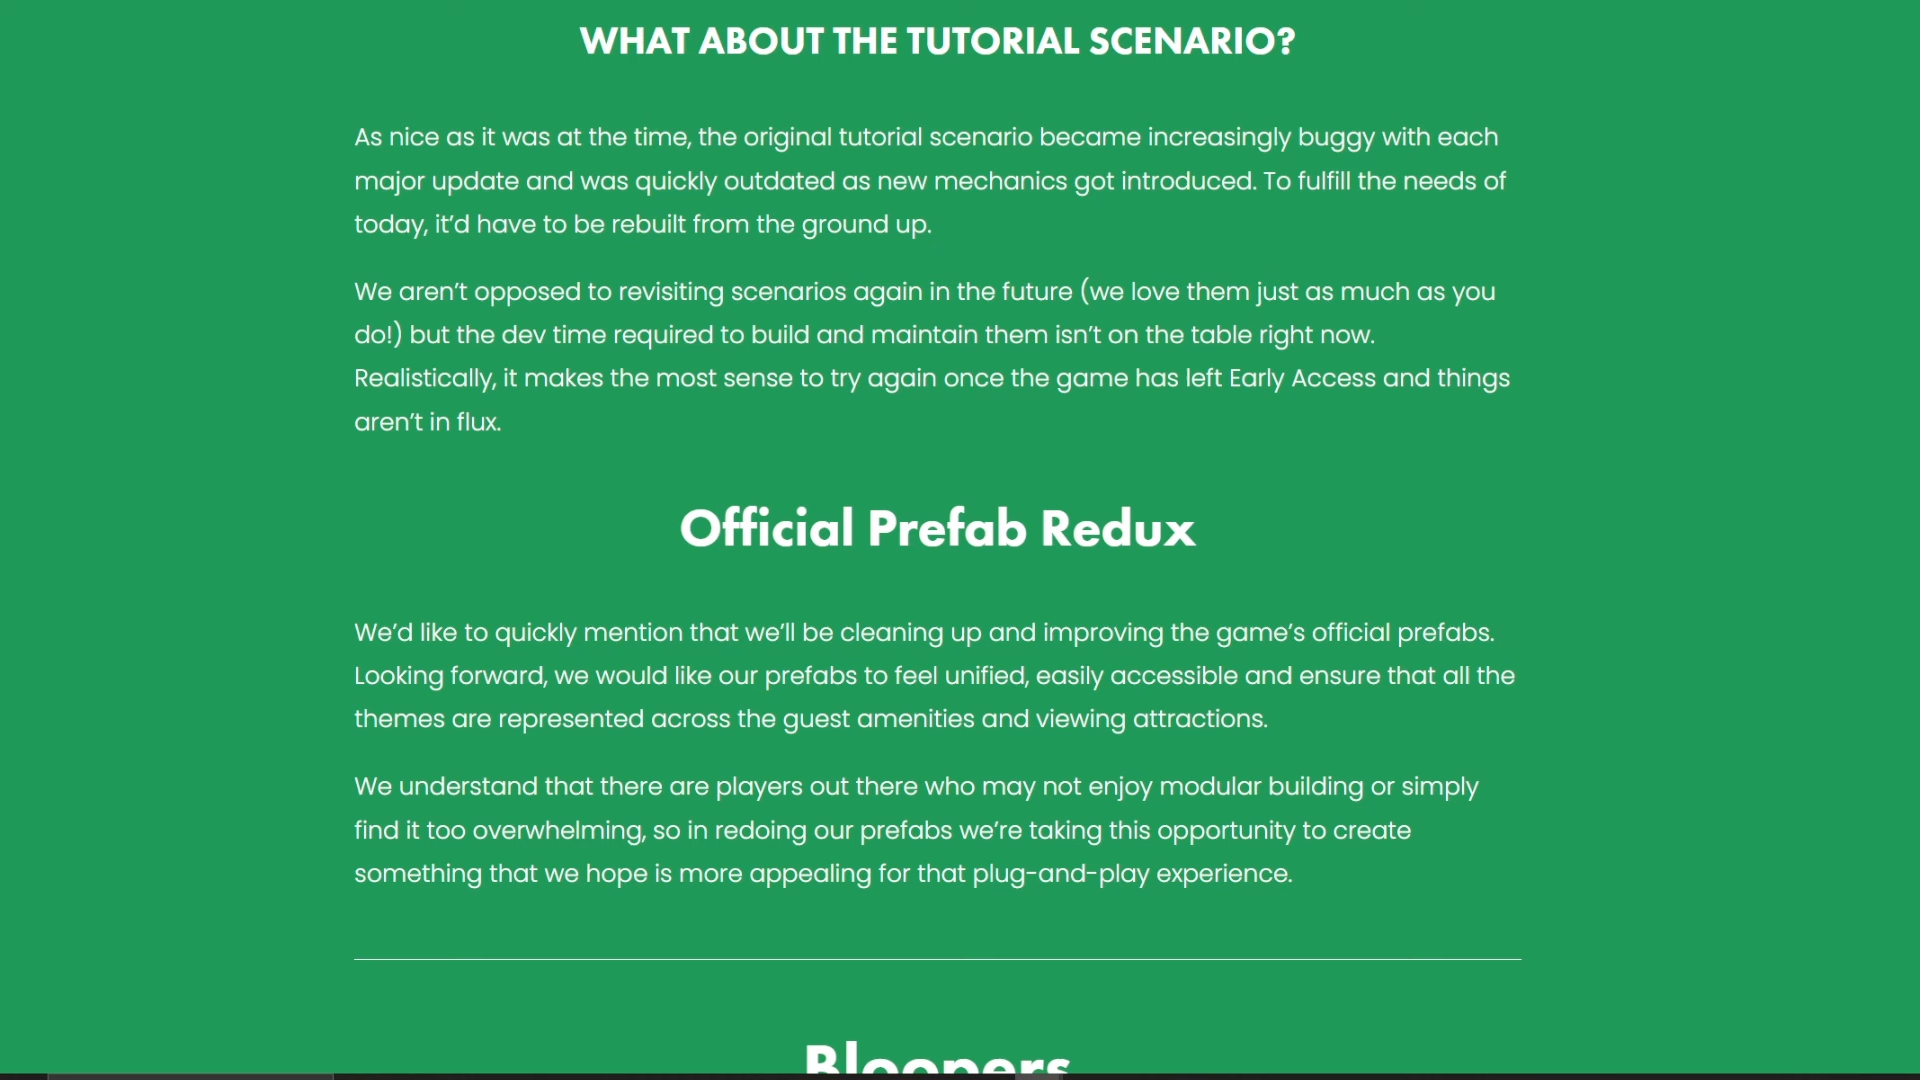 WHAT ABOUT THE TUTORIAL SCENARIO?
As nice as it was at the time, the original tutorial scenario became increasingly buggy with each
major update and was quickly outdated as new mechanics got introduced. To fulfill the needs of
today, it’d have to be rebuilt from the ground up.
We aren’t opposed to revisiting scenarios again in the future (we love them just as much as you
do!) but the dev time required to build and maintain them isn’t on the table right now.
Realistically, it makes the most sense to try again once the game has left Early Access and things
aren’t in flux.
Official Prefab Redux
We’d like to quickly mention that we’ll be cleaning up and improving the game’s official prefabs.
Looking forward, we would like our prefabs to feel unified, easily accessible and ensure that all the
themes are represented across the guest amenities and viewing attractions.
We understand that there are players out there who may not enjoy modular building or simply
find it too overwhelming, so in redoing our prefabs we’re taking this opportunity to create
something that we hope is more appealing for that plug-and-play experience.
Bloopers